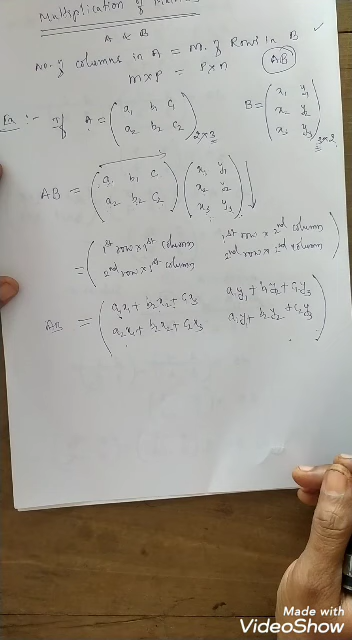 Multiplication of
A & B
No. of columns in A = No. of Rows in B
m×p = p×n
AB
Ex :- If A = ( a₁ b₁ c₁ B = ( x₁ y₁
a₂ b₂ c₂ )2×3 x₂ y₂
x₃ y₃ )3×2
AB = ( a₁ b₁ c₁ ) ( x₁ y₁
a₂ b₂ c₂ x₂ y₂
x₃ y₃ )
= ( 1st row × 1st column 1st row × 2nd column
2nd row × 1st column 2nd row × 2nd column )
AB = ( a₁x₁ + b₁x₂ + c₁x₃ a₁y₁ + b₁y₂ + c₁y₃
a₂x₁ + b₂x₂ + c₂x₃ a₁y₁ + b₂y₂ + c₂y₃ )
Made with
VideoShow